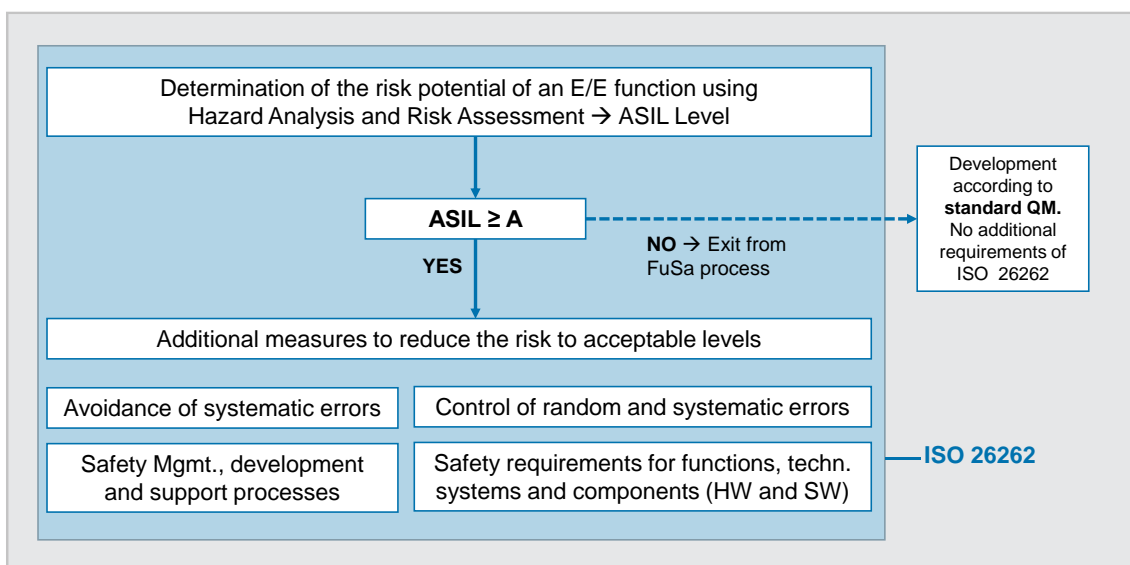 Determination of the risk potential of an E/E function using
Hazard Analysis and Risk Assessment → ASIL Level
ASIL ≥ A
YES
NO → Exit from
FuSa process
Development
according to
standard QM.
No additional
requirements of
ISO 26262
Additional measures to reduce the risk to acceptable levels
Avoidance of systematic errors
Control of random and systematic errors
Safety Mgmt., development
and support processes
Safety requirements for functions, techn.
systems and components (HW and SW)
ISO 26262